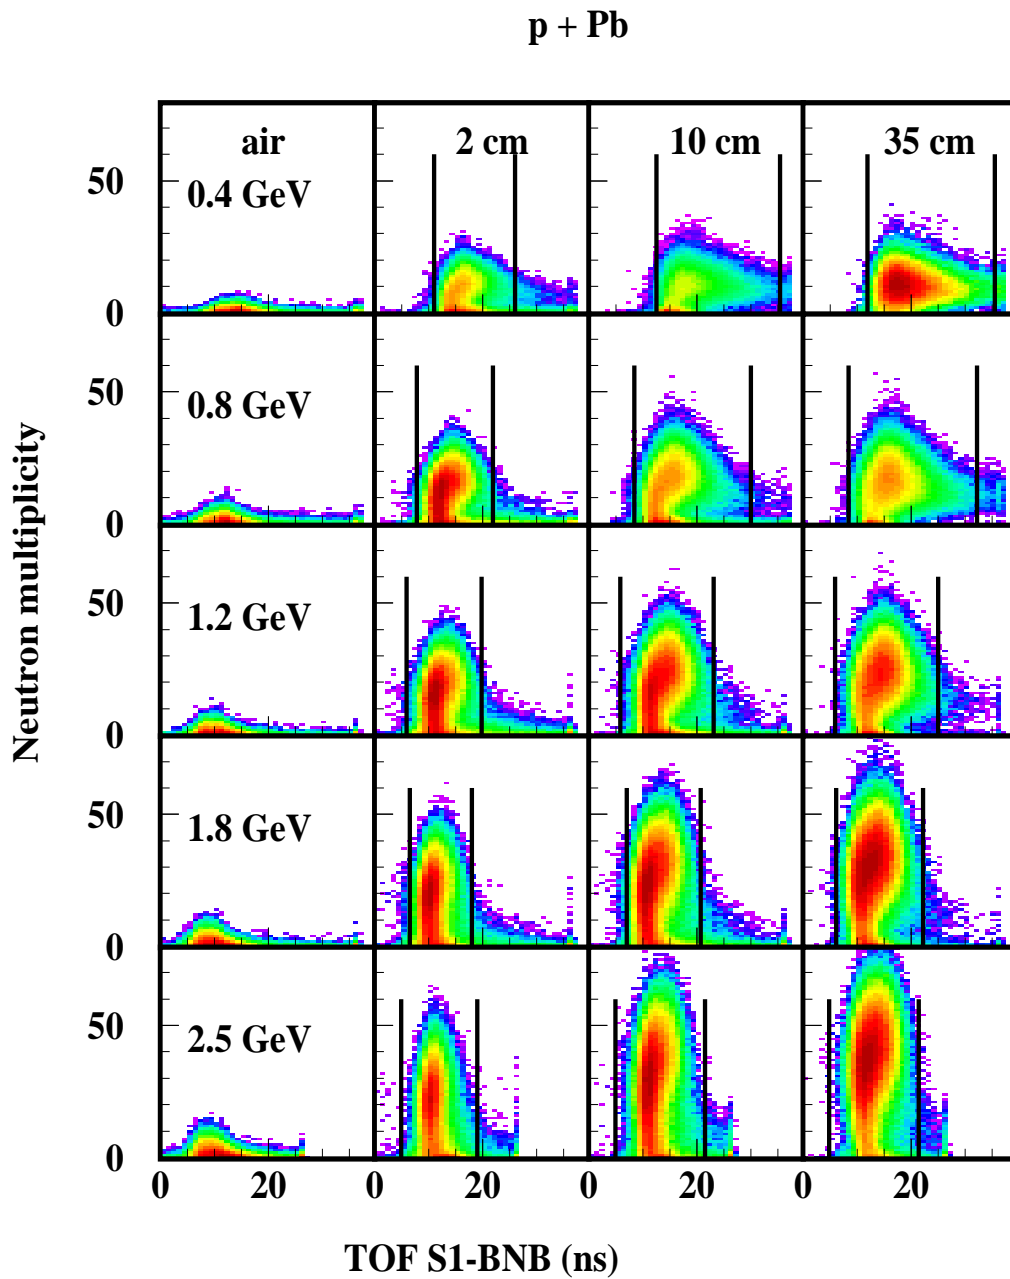 p + Pb
air 2 cm 10 cm 35 cm
50
0.4 GeV
0
50
0.8 GeV
0
50
1.2 GeV
0
50
1.8 GeV
0
50
2.5 GeV
0
0 20 0 20 0 20 0 20
Neutron multiplicity
TOF S1-BNB (ns)